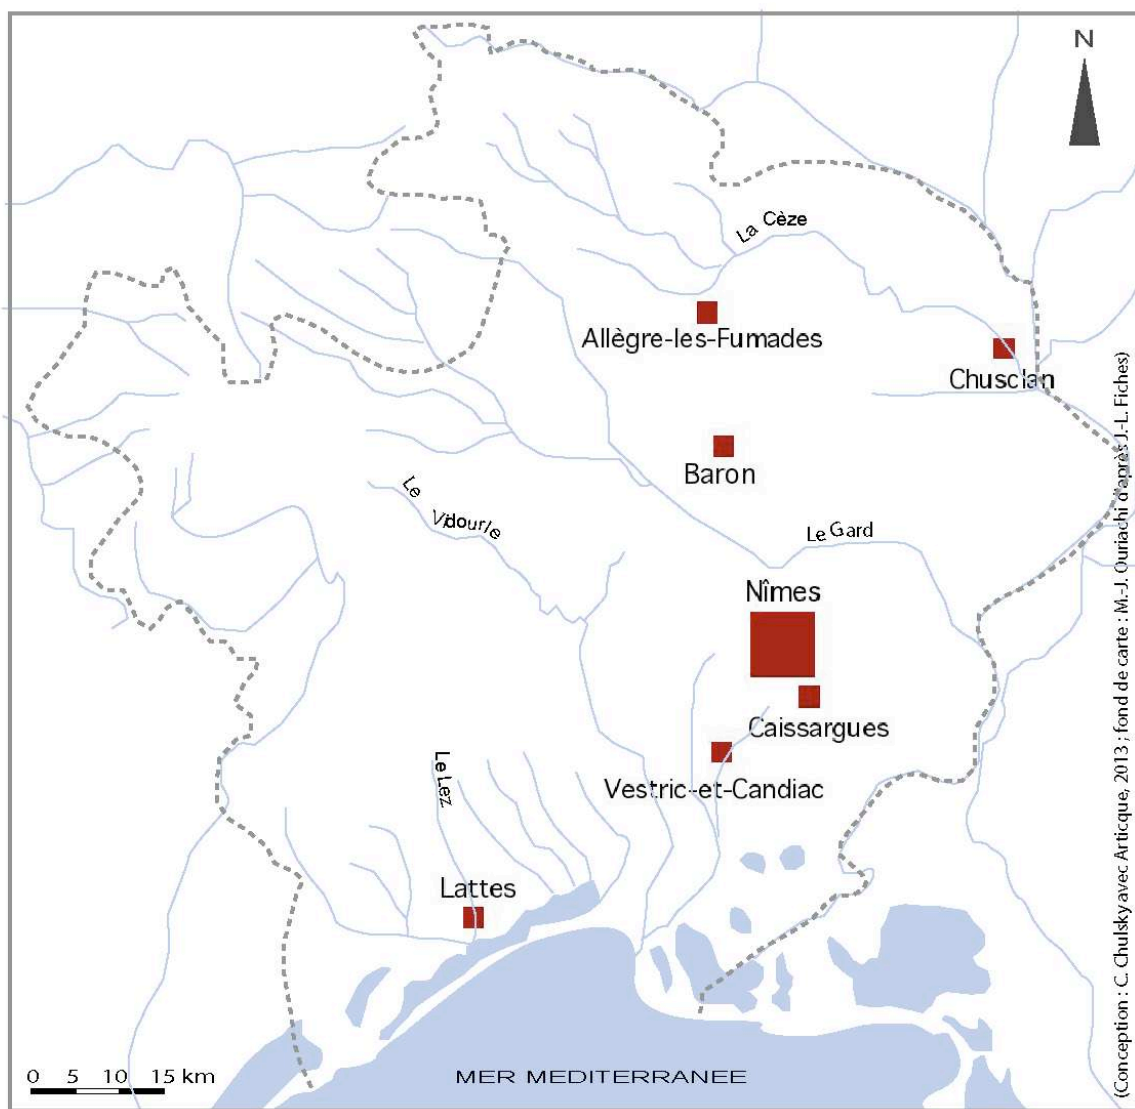 N
La Cèze
Allègre-les-Fumades
Chusclan
Baron
Le Vidourle
Le Gard
Nîmes
Caissargues
Vestric-et-Candiac
Le Lez
Lattes
0 5 10 15 km
MER MEDITERRANEE
(Conception : C. Chulsky avec Articque, 2013 ; fond de carte : M.-J. Ouriachi d'après J.-L. Fiches)